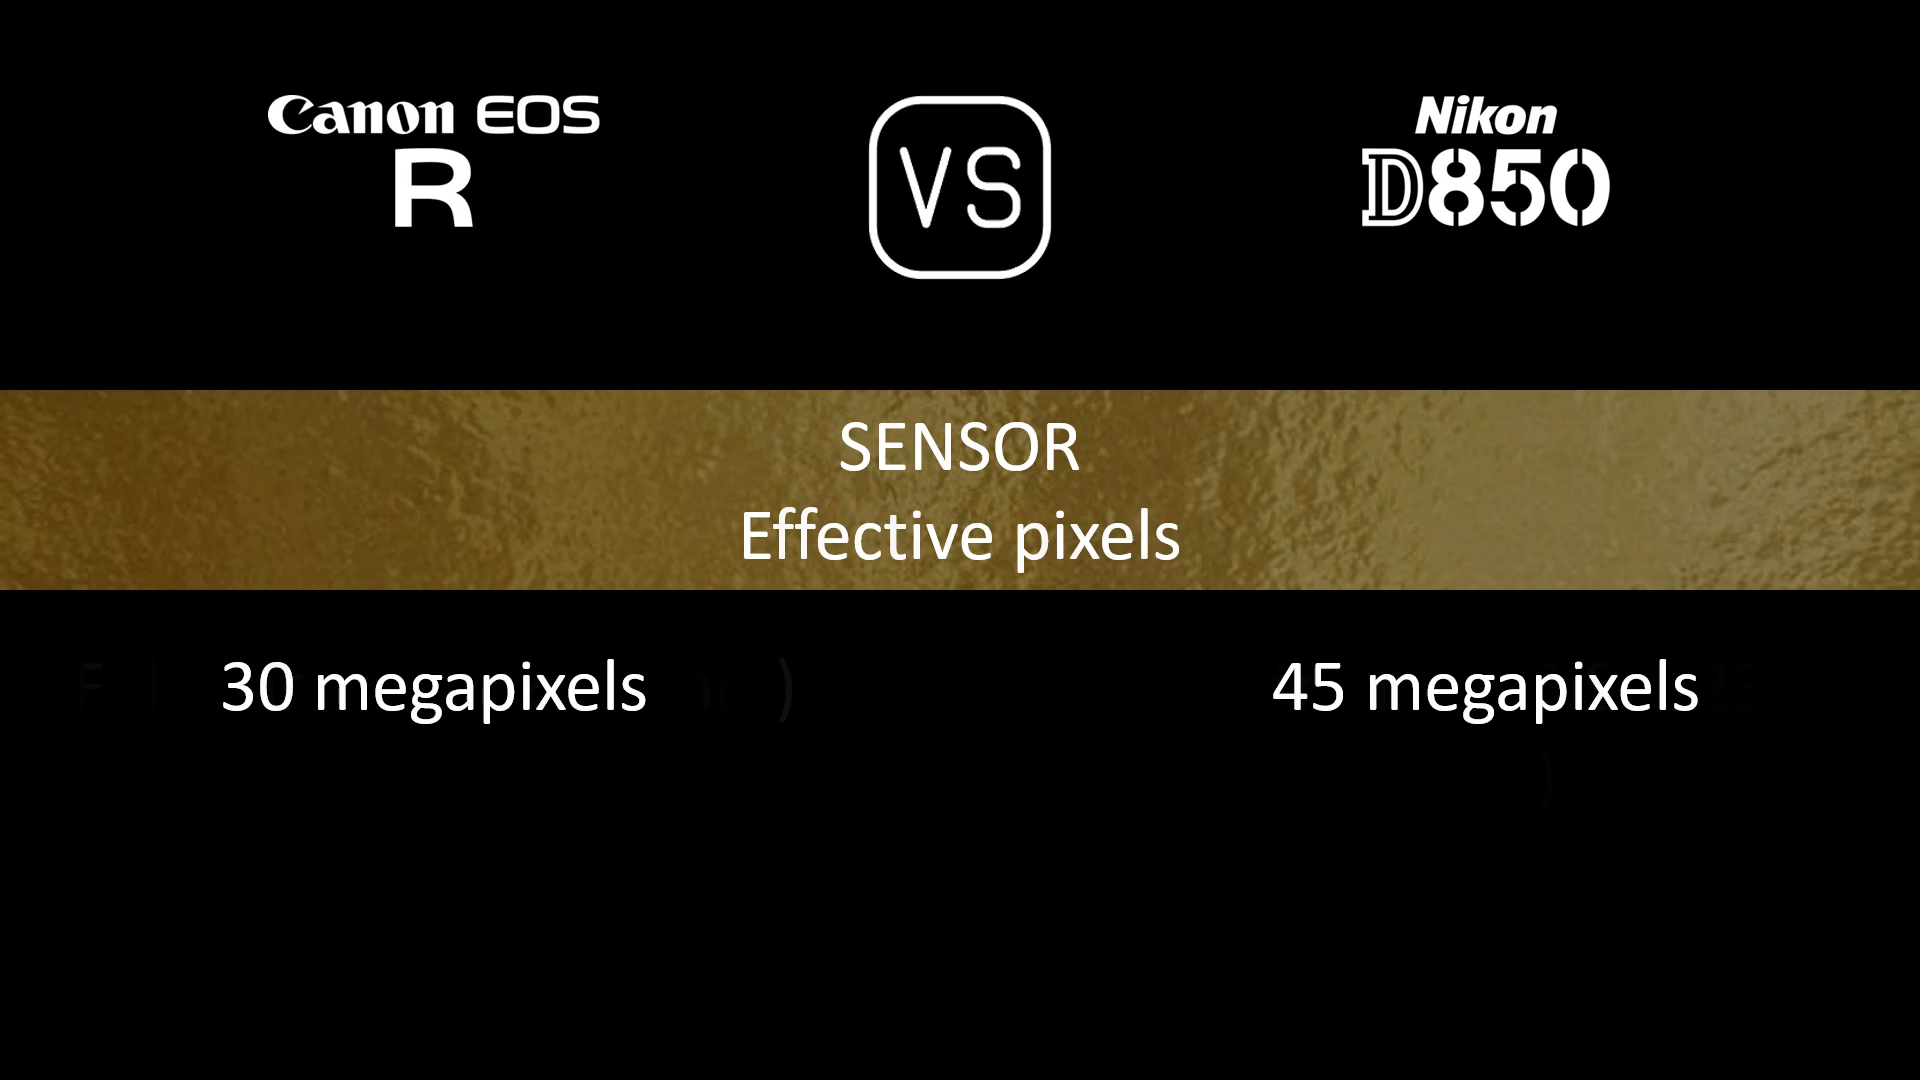 Canon EOS
R
VS
Nikon
D850
SENSOR
Effective pixels
30 megapixels
45 megapixels